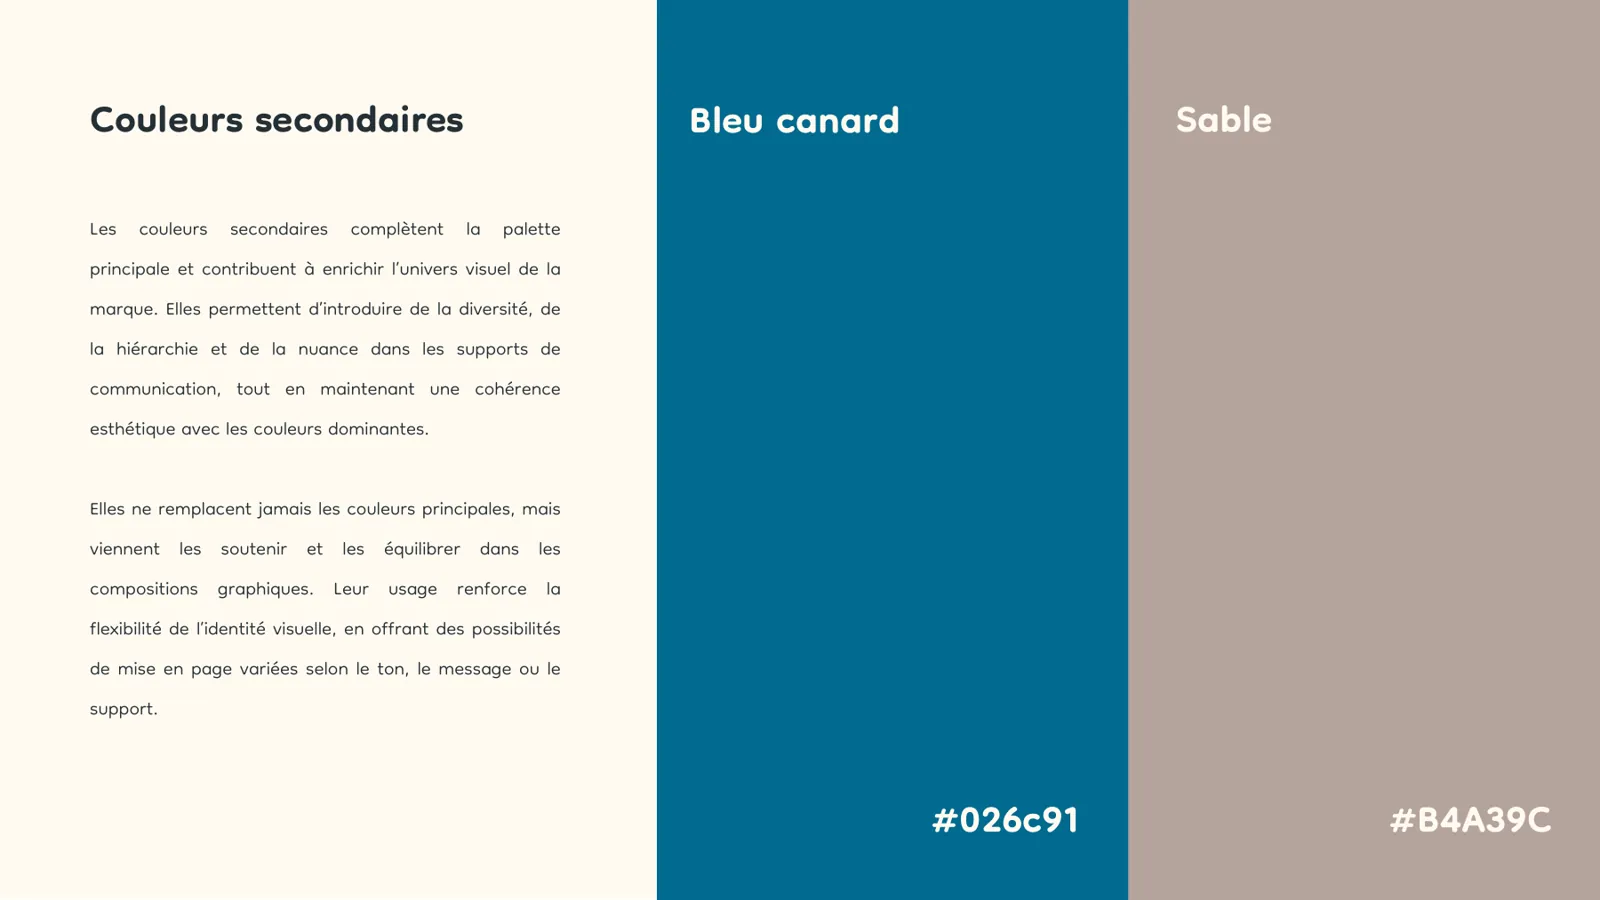 Couleurs secondaires
Les couleurs secondaires complètent la palette
principale et contribuent à enrichir l'univers visuel de la
marque. Elles permettent d'introduire de la diversité, de
la hiérarchie et de la nuance dans les supports de
communication, tout en maintenant une cohérence
esthétique avec les couleurs dominantes.
Elles ne remplacent jamais les couleurs principales, mais
viennent les soutenir et les équilibrer dans les
compositions graphiques. Leur usage renforce la
flexibilité de l'identité visuelle, en offrant des possibilités
de mise en page variées selon le ton, le message ou le
support.
Bleu canard
#026c91
Sable
#B4A39C